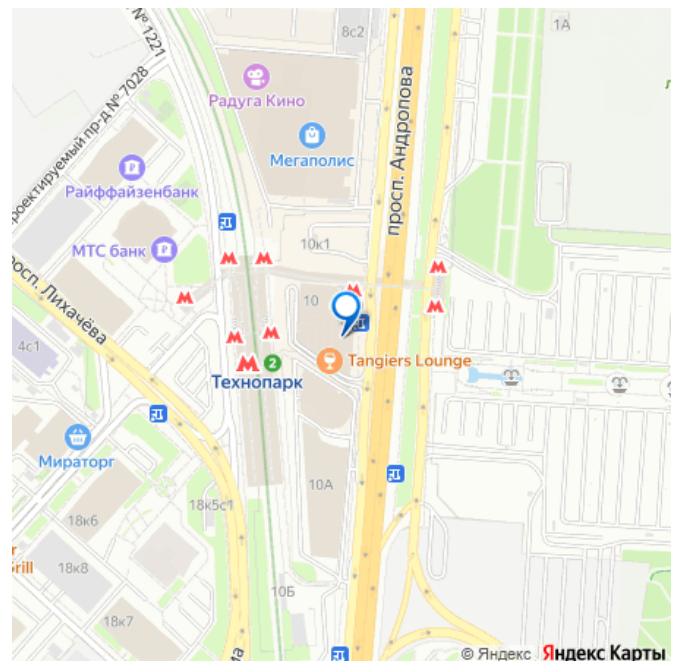 № 1221
8с2
1А
Радуга Кино
просп. Андропова
Проектируемый пр-д № 7028
Мегаполис
Райффайзенбанк
10к1
МТС банк
просп. Лихачёва
10
4с1
2
Tangiers Lounge
Технопарк
Мираторг
10А
18к5с1
18к6
18к8
rill
10Б
18к7
© Яндекс Яндекс Карты